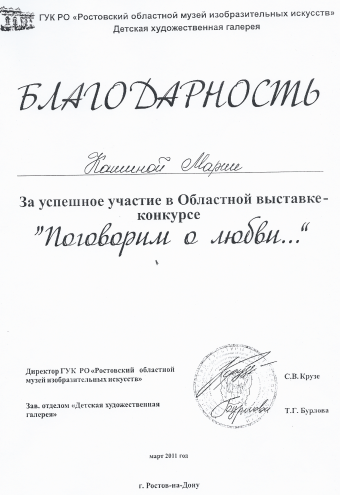 ГУК РО «Ростовский областной музей изобразительных искусств»
Детская художественная галерея
БЛАГОДАРНОСТЬ
Кашиной Марии
За успешное участие в Областной выставке-
конкурсе
"Поговорим о любви..."
Директор ГУК РО «Ростовский областной
музей изобразительных искусств»
С.В. Крузе
Зав. отделом «Детская художественная
галерея»
Т.Г. Бурлова
март 2011 год
г. Ростов-на-Дону